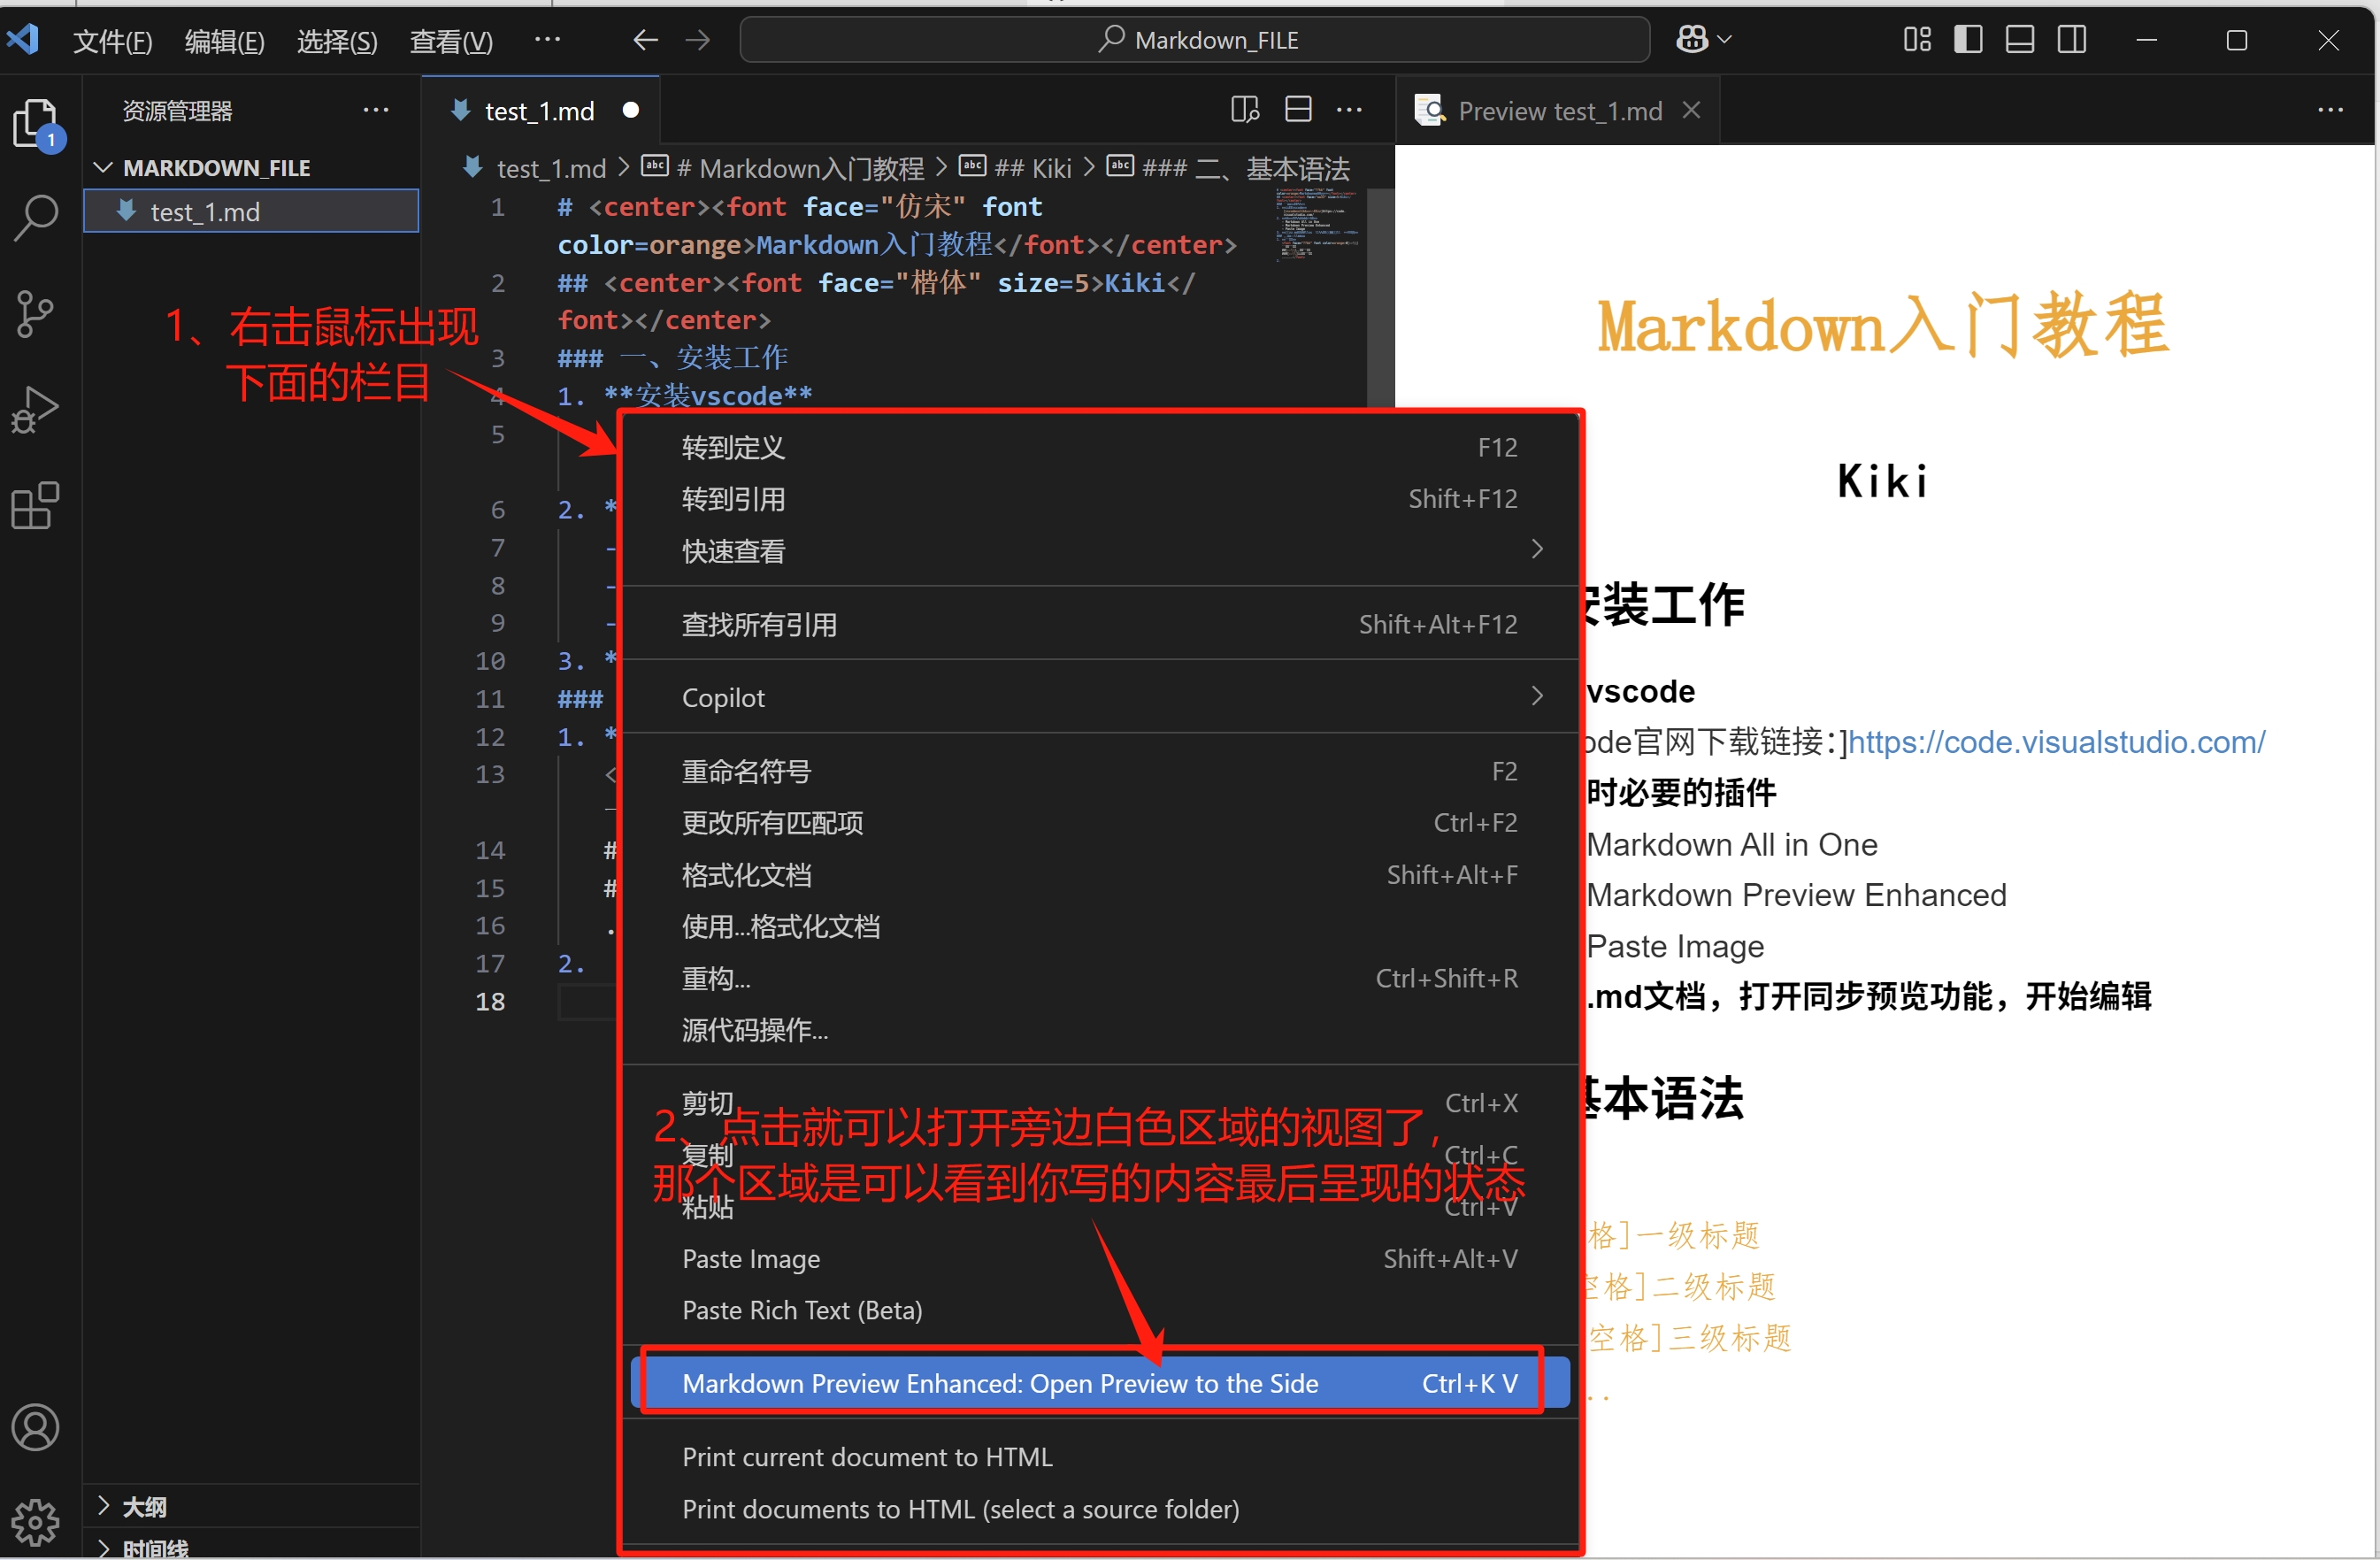 文件(F) 编辑(E) 选择(S) 查看(V) ··· Markdown_FILE
资源管理器 ···
MARKDOWN_FILE
test_1.md
1
大纲
时间线
test_1.md
test_1.md > # Markdown入门教程 > ## Kiki > ### 二、基本语法
1 # <center><font face="仿宋" font
color=orange>Markdown入门教程</font></center>
2 ## <center><font face="楷体" size=5>Kiki</
font></center>
3 ### 一、安装工作
4 1. **安装vscode**
5
6 2. *
7 -
8 -
9 -
10 3. *
11 ###
12 1. *
13 <
14 #
15 #
16 .
17 2.
18
1、右击鼠标出现
下面的栏目
转到定义 F12
转到引用 Shift+F12
快速查看
查找所有引用 Shift+Alt+F12
Copilot
重命名符号 F2
更改所有匹配项 Ctrl+F2
格式化文档 Shift+Alt+F
使用...格式化文档
重构... Ctrl+Shift+R
源代码操作...
剪切 Ctrl+X
2、点击就可以打开旁边白色区域的视图了,
复制 Ctrl+C
那个区域是可以看到你写的内容最后呈现的状态
粘贴 Ctrl+V
Paste Image Shift+Alt+V
Paste Rich Text (Beta)
Markdown Preview Enhanced: Open Preview to the Side Ctrl+K V
Print current document to HTML
Print documents to HTML (select a source folder)
Preview test_1.md
Markdown入门教程
Kiki
安装工作
vscode
ode官网下载链接:]https://code.visualstudio.com/
时必要的插件
Markdown All in One
Markdown Preview Enhanced
Paste Image
.md文档，打开同步预览功能，开始编辑
基本语法
格]一级标题
空格]二级标题
空格]三级标题
..